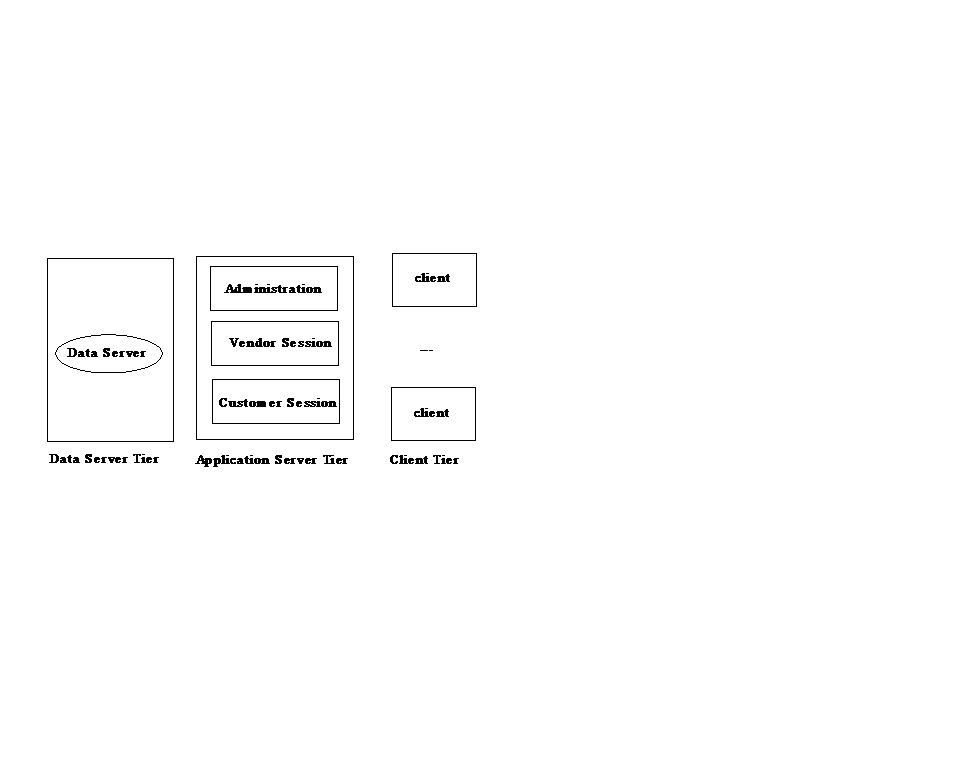 client
Administration
Vendor Session
Data Server
...
Customer Session
client
Data Server Tier
Application Server Tier
Client Tier